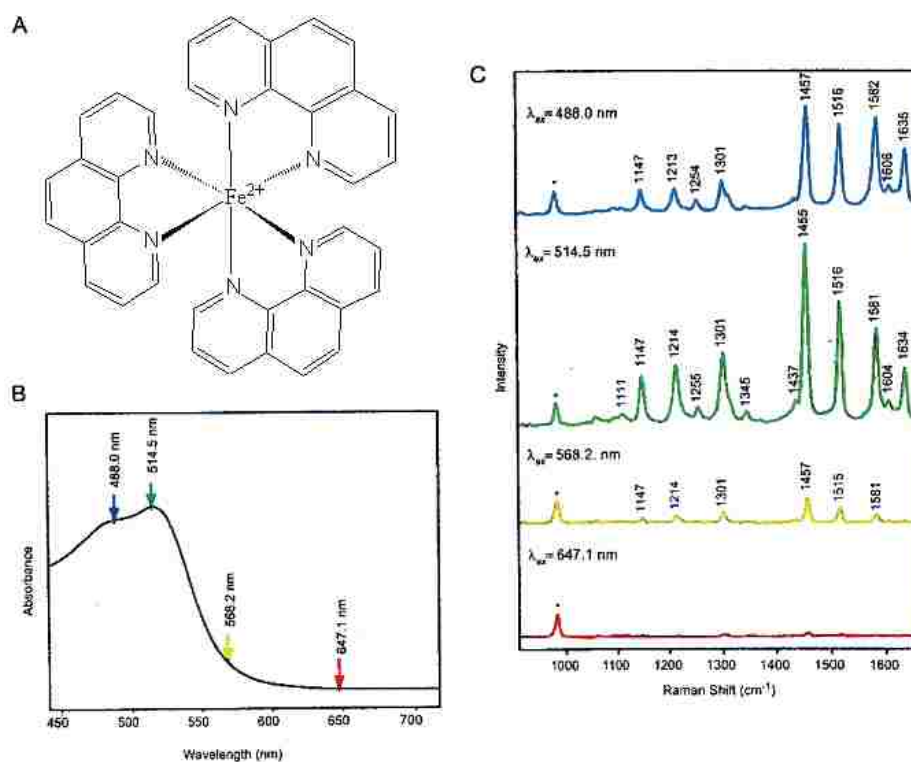 A
N
N
N
Fe2+
N
N
N
B
488.0 nm
514.5 nm
568.2 nm
647.1 nm
Absorbance
450
500
550
600
650
700
Wavelength (nm)
C
λex= 488.0 nm
*
1147
1213
1254
1301
1457
1516
1582
1606
1635
λex= 514.5 nm
*
1111
1147
1214
1255
1301
1345
1437
1455
1516
1581
1604
1634
λex= 568.2. nm
*
1147
1214
1301
1457
1515
1581
λex= 647.1 nm
*
Intensity
1000
1100
1200
1300
1400
1500
1600
Raman Shift (cm-1)